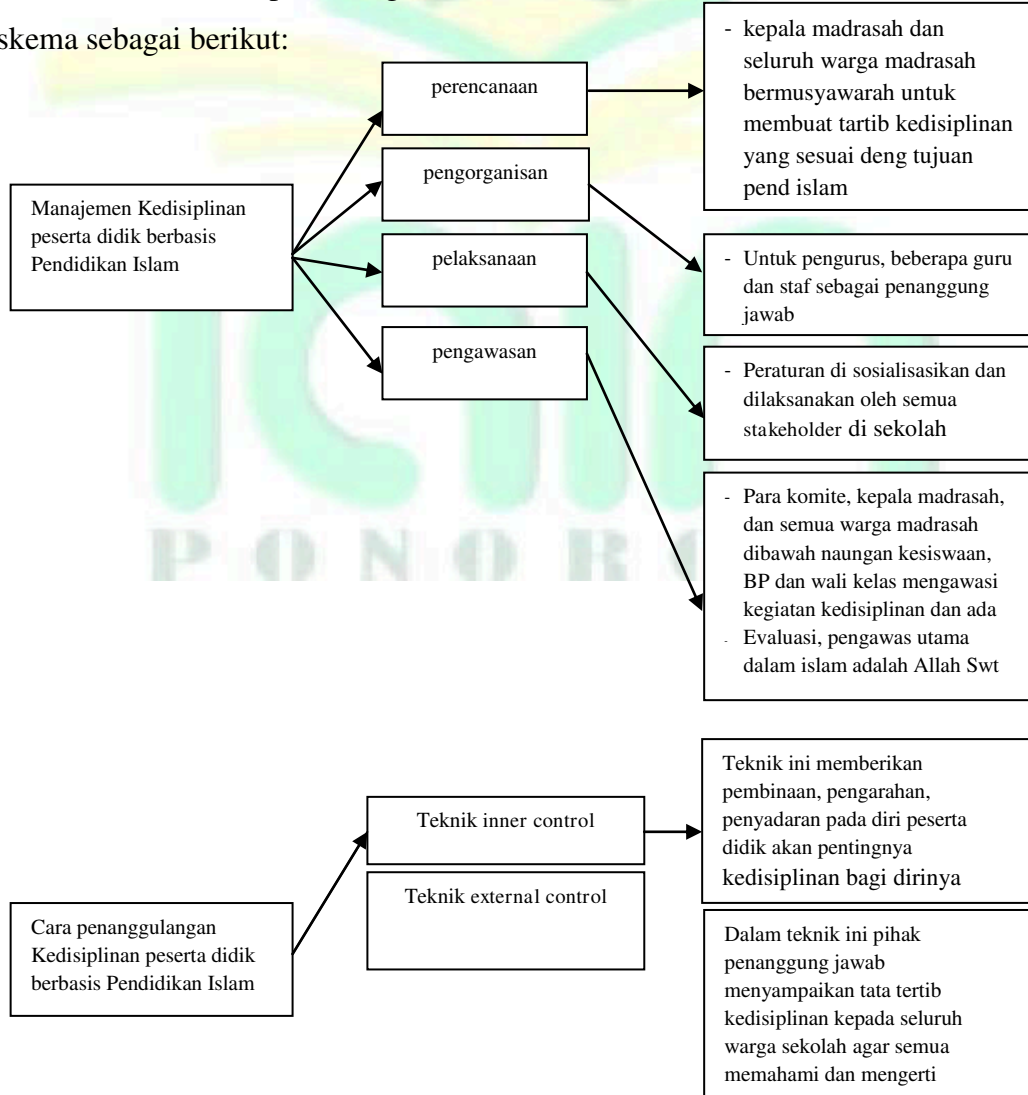 skema sebagai berikut:
perencanaan
- kepala madrasah dan
seluruh warga madrasah
bermusyawarah untuk
membuat tartib kedisiplinan
yang sesuai deng tujuan
pend islam
Manajemen Kedisiplinan
peserta didik berbasis
Pendidikan Islam
pengorganisan
- Untuk pengurus, beberapa guru
dan staf sebagai penanggung
jawab
pelaksanaan
- Peraturan di sosialisasikan dan
dilaksanakan oleh semua
stakeholder di sekolah
pengawasan
- Para komite, kepala madrasah,
dan semua warga madrasah
dibawah naungan kesiswaan,
BP dan wali kelas mengawasi
kegiatan kedisiplinan dan ada
- Evaluasi, pengawas utama
dalam islam adalah Allah Swt
Cara penanggulangan
Kedisiplinan peserta didik
berbasis Pendidikan Islam
Teknik inner control
Teknik ini memberikan
pembinaan, pengarahan,
penyadaran pada diri peserta
didik akan pentingnya
kedisiplinan bagi dirinya
Teknik external control
Dalam teknik ini pihak
penanggung jawab
menyampaikan tata tertib
kedisiplinan kepada seluruh
warga sekolah agar semua
memahami dan mengerti